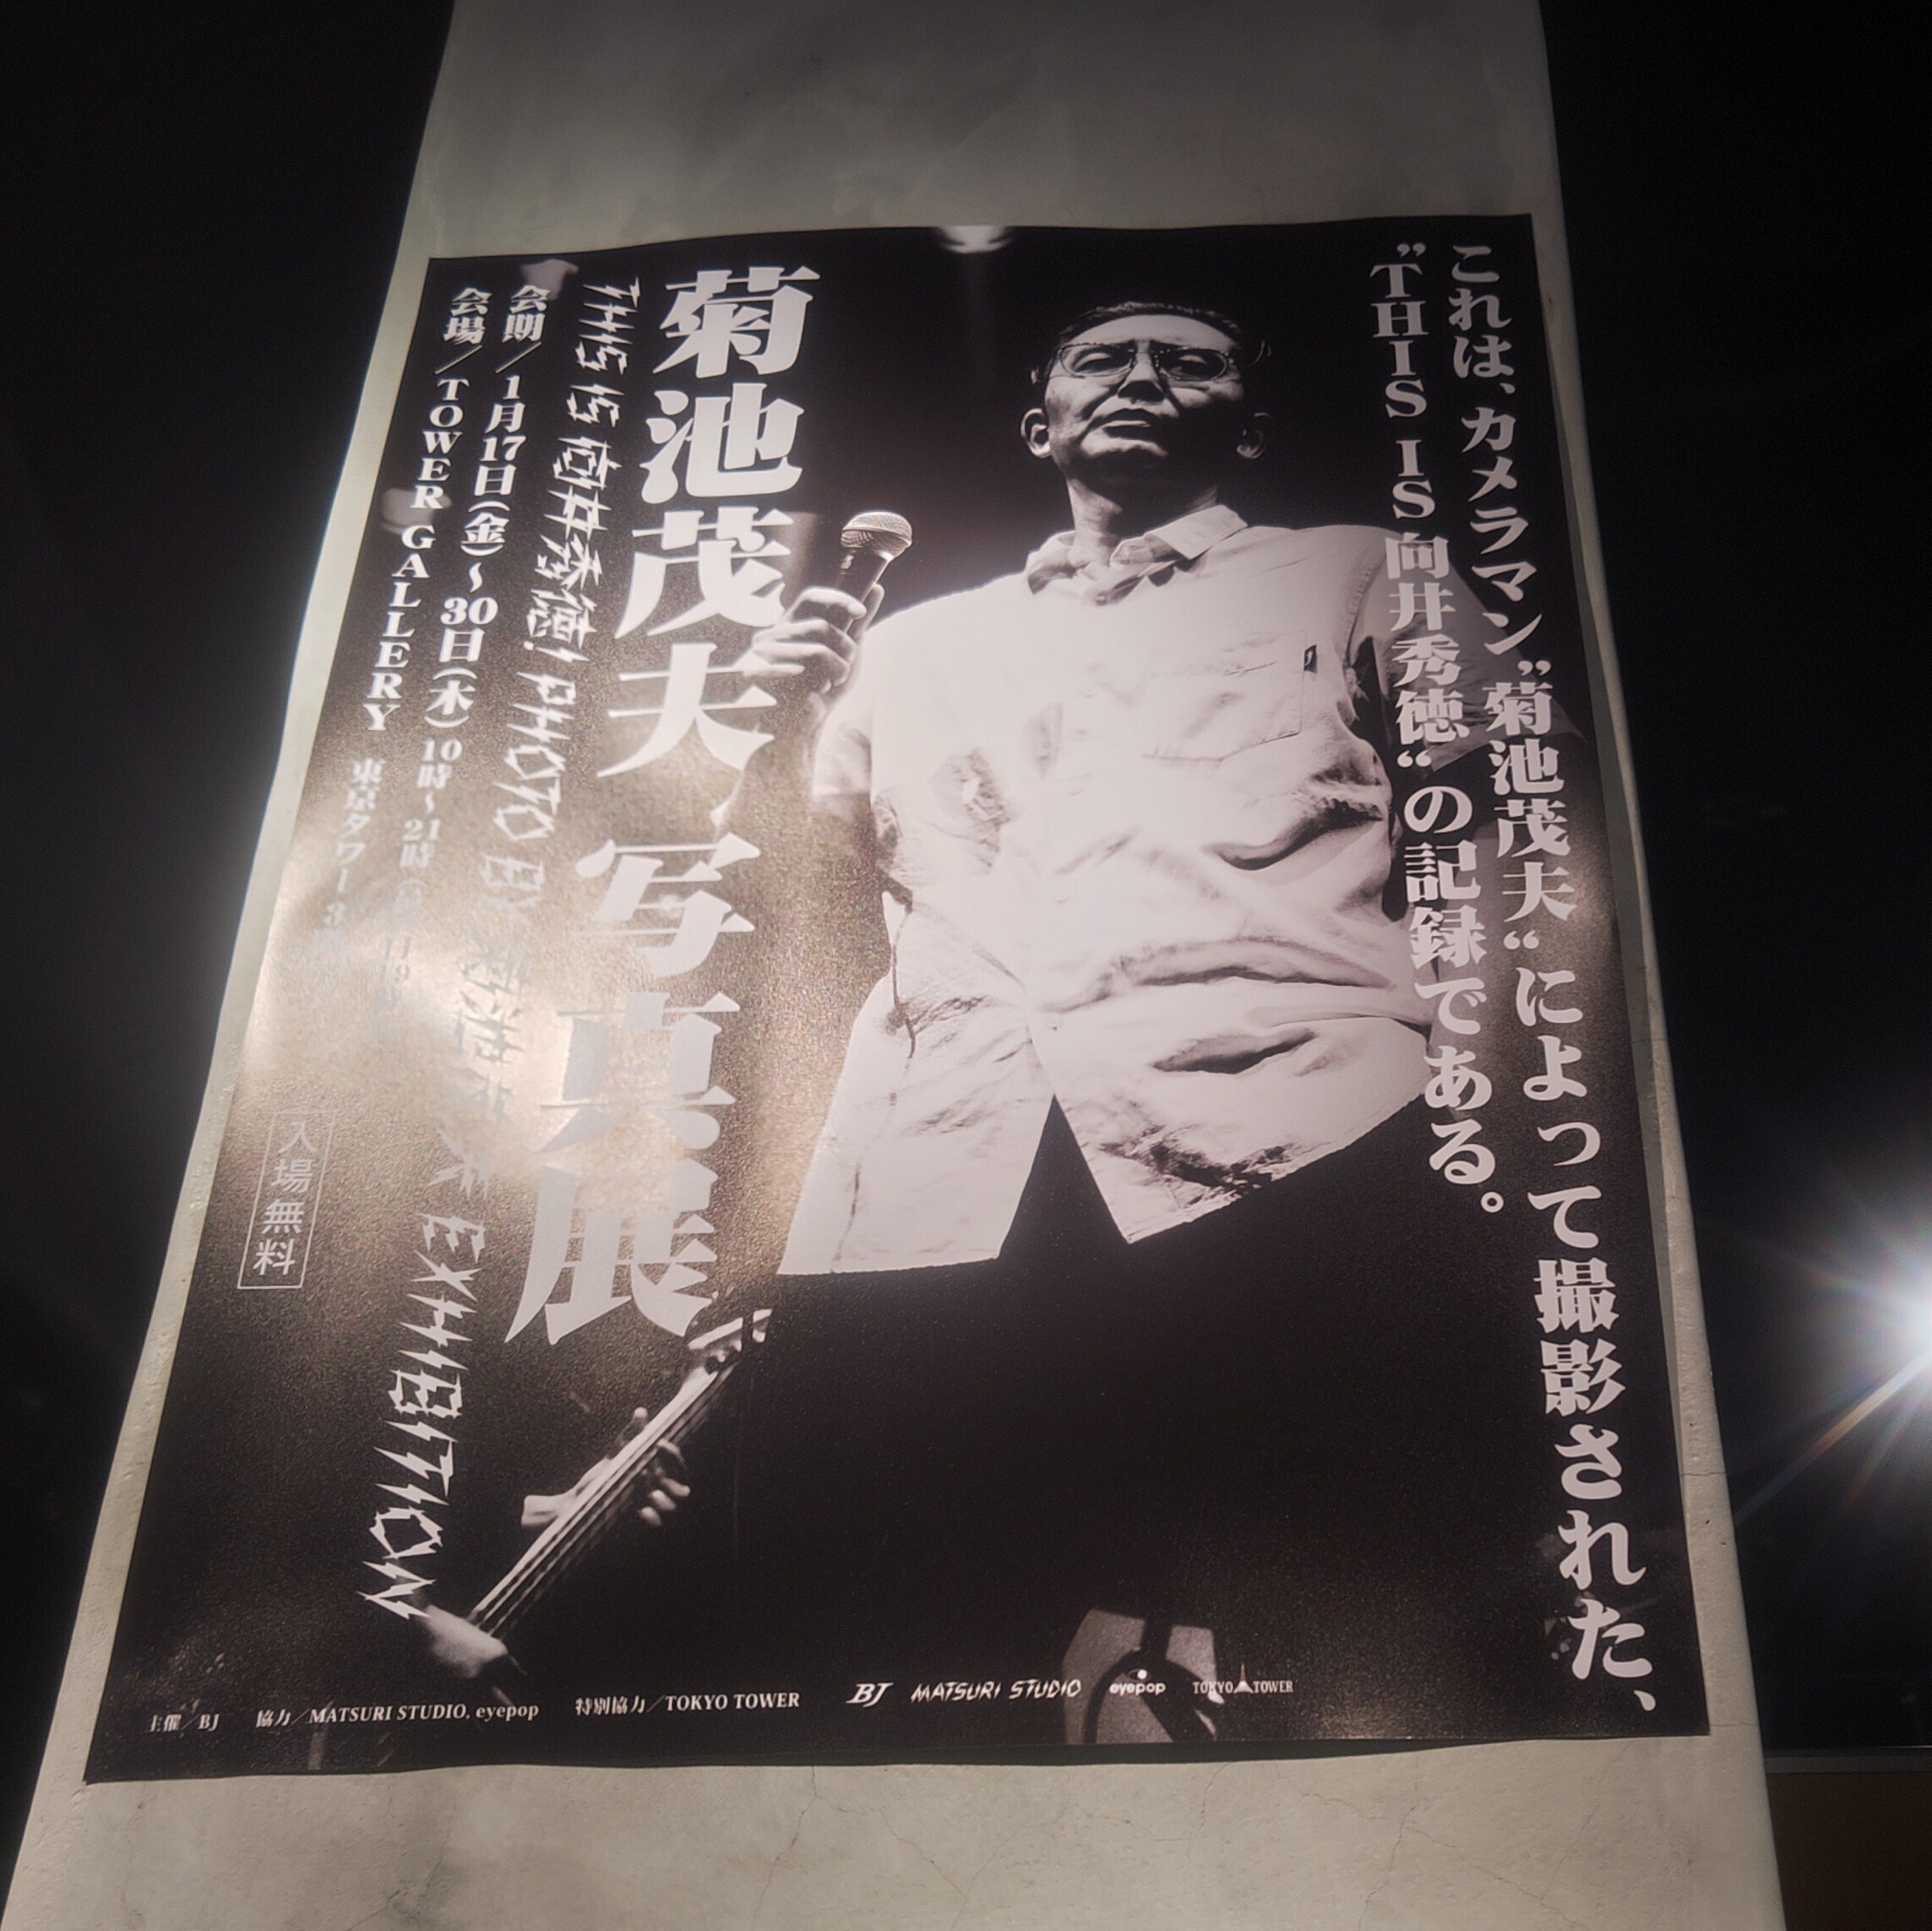 これは、カメラマン”菊池茂夫“によって撮影された、
”THIS IS 向井秀徳“の記録である。
菊池茂夫、写真展
THIS IS 向井秀徳! PHOTO BY 菊池茂夫 EXHIBITION
会期／1月17日(金)〜30日(木) 10時〜21時
会場／TOWER GALLERY 東京タワー3
入場無料
主催／BJ 協力／MATSURI STUDIO, eyepop 特別協力／TOKYO TOWER
BJ MATSURI STUDIO eyepop TOKYO TOWER